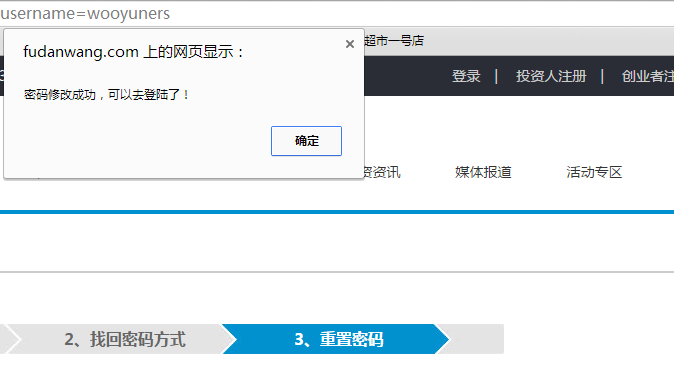 username=wooyuners
fudanwang.com 上的网页显示：
超市一号店
密码修改成功，可以去登陆了！
确定
登录 | 投资人注册 | 创业者注
资资讯 媒体报道 活动专区
2、找回密码方式 3、重置密码